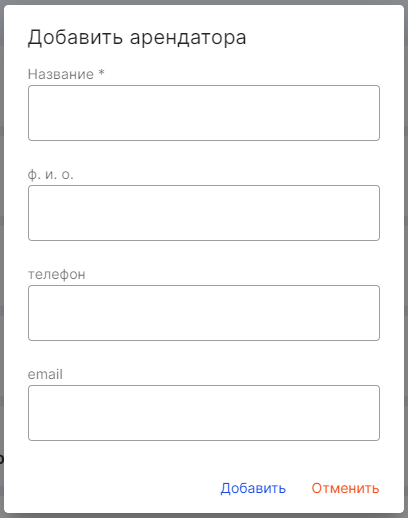 Добавить арендатора
Название *
ф. и. о.
телефон
email
Добавить Отменить